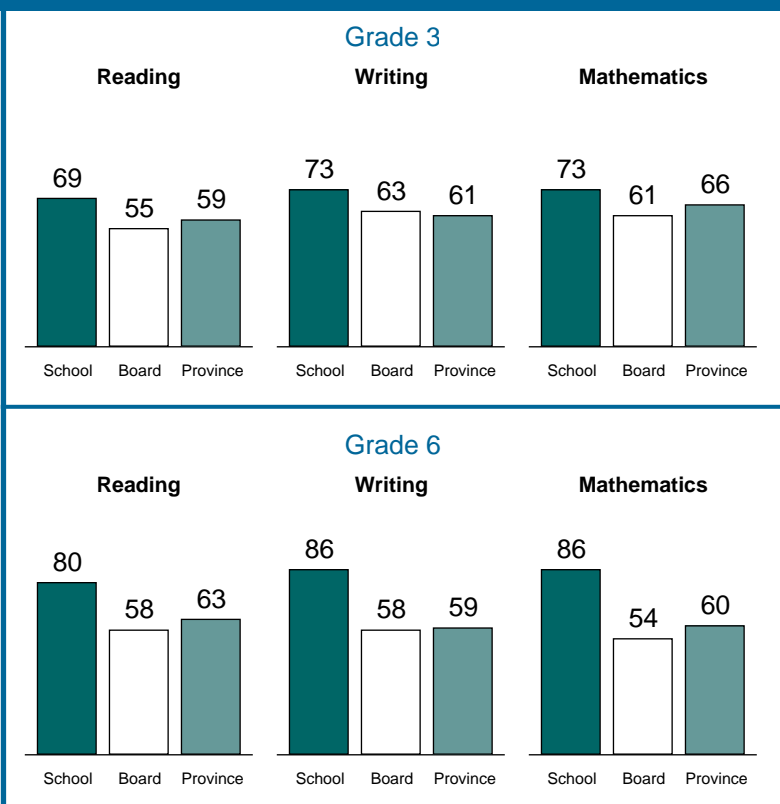 Grade 3
Reading Writing Mathematics
69 55 59 73 63 61 73 61 66
School Board Province School Board Province School Board Province
Grade 6
Reading Writing Mathematics
80 58 63 86 58 59 86 54 60
School Board Province School Board Province School Board Province